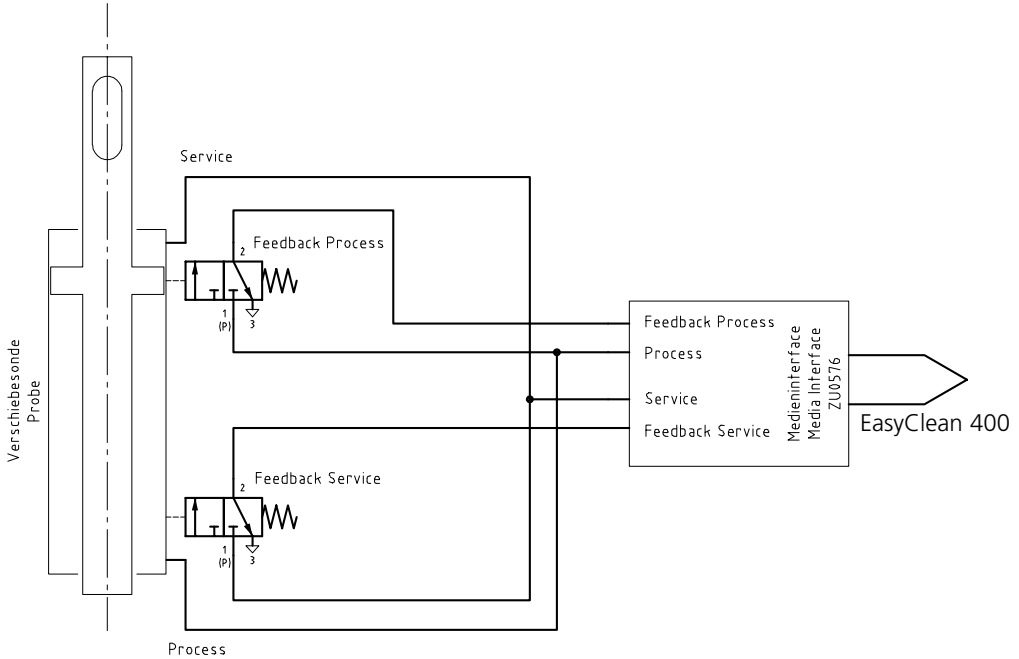 Service
2
Feedback Process
1
(P)
3
Feedback Process
Process
Service
Feedback Service
Medieninterface
Media Interface
ZU0576
EasyClean 400
Verschiebesonde
Probe
2
Feedback Service
1
(P)
3
Process